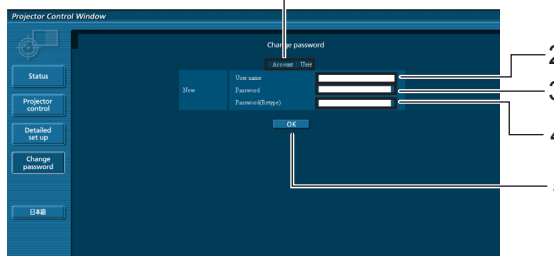 Projector Control Window
Change password
Account : User
Status
User name
2
New
Password
3
Projector control
Password(Retype)
4
OK
Detailed set up
Change password
日本語